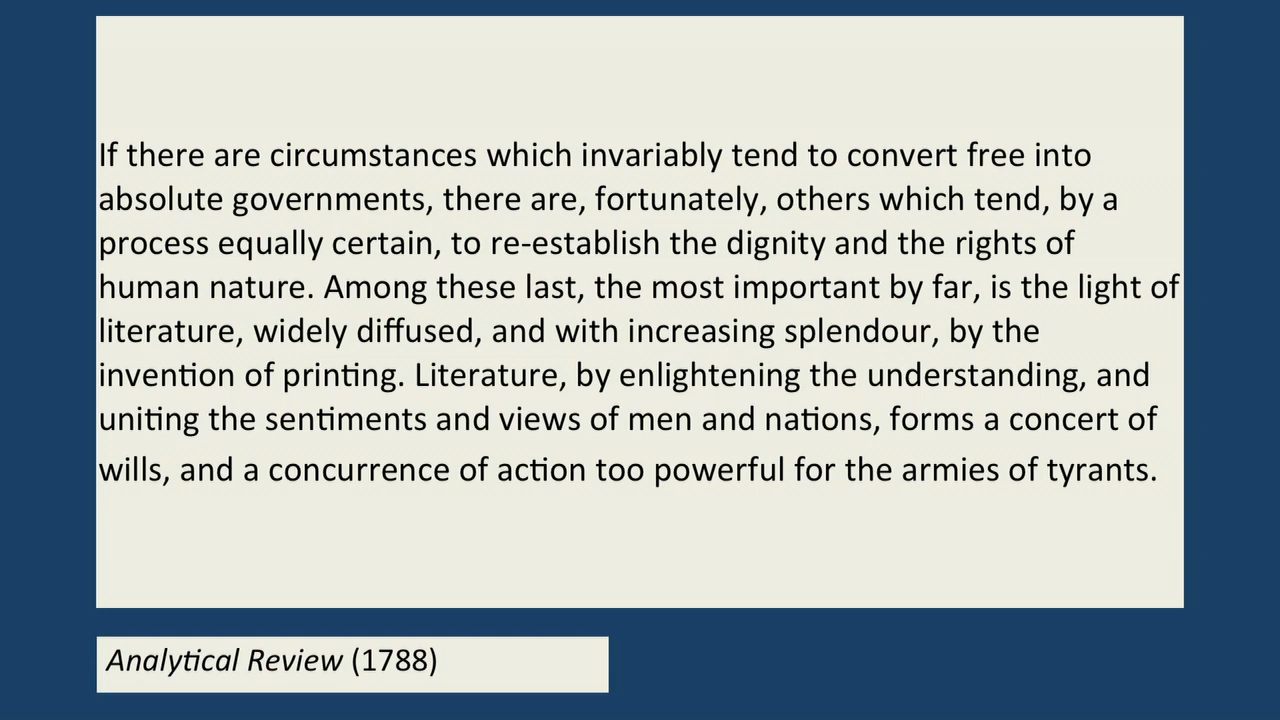 If there are circumstances which invariably tend to convert free into
absolute governments, there are, fortunately, others which tend, by a
process equally certain, to re-establish the dignity and the rights of
human nature. Among these last, the most important by far, is the light of
literature, widely diffused, and with increasing splendour, by the
invention of printing. Literature, by enlightening the understanding, and
uniting the sentiments and views of men and nations, forms a concert of
wills, and a concurrence of action too powerful for the armies of tyrants.
Analytical Review (1788)